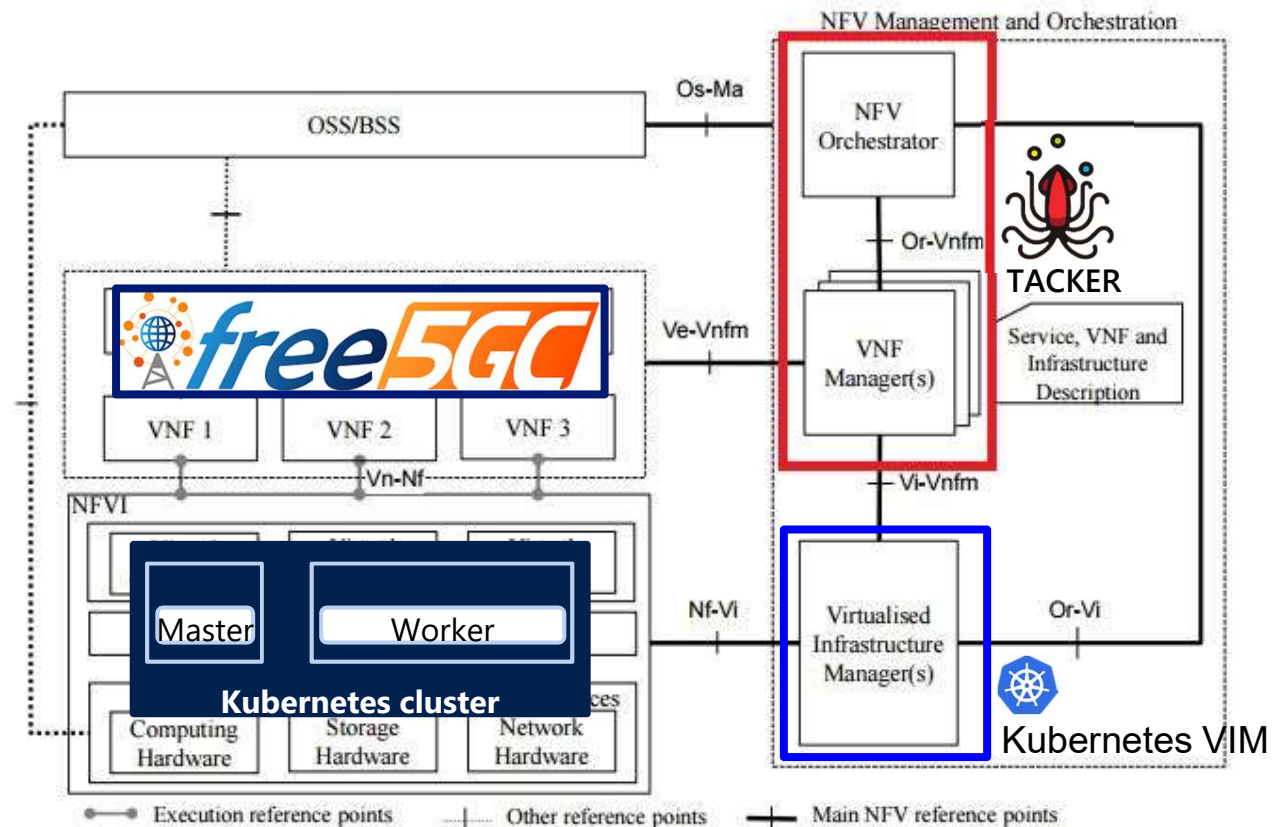 NFV Management and Orchestration
Os-Ma
OSS/BSS
NFV
Orchestrator
Or-Vnfm
TACKER
free5GC
Ve-Vnfm
VNF
Manager(s)
Service, VNF and
Infrastructure
Description
VNF 1
VNF 2
VNF 3
Vn-Nf
Vi-Vnfm
NFVI
Master
Worker
Kubernetes cluster
ces
Nf-Vi
Virtualised
Infrastructure
Manager(s)
Or-Vi
Kubernetes VIM
Computing
Hardware
Storage
Hardware
Network
Hardware
Execution reference points
Other reference points
Main NFV reference points